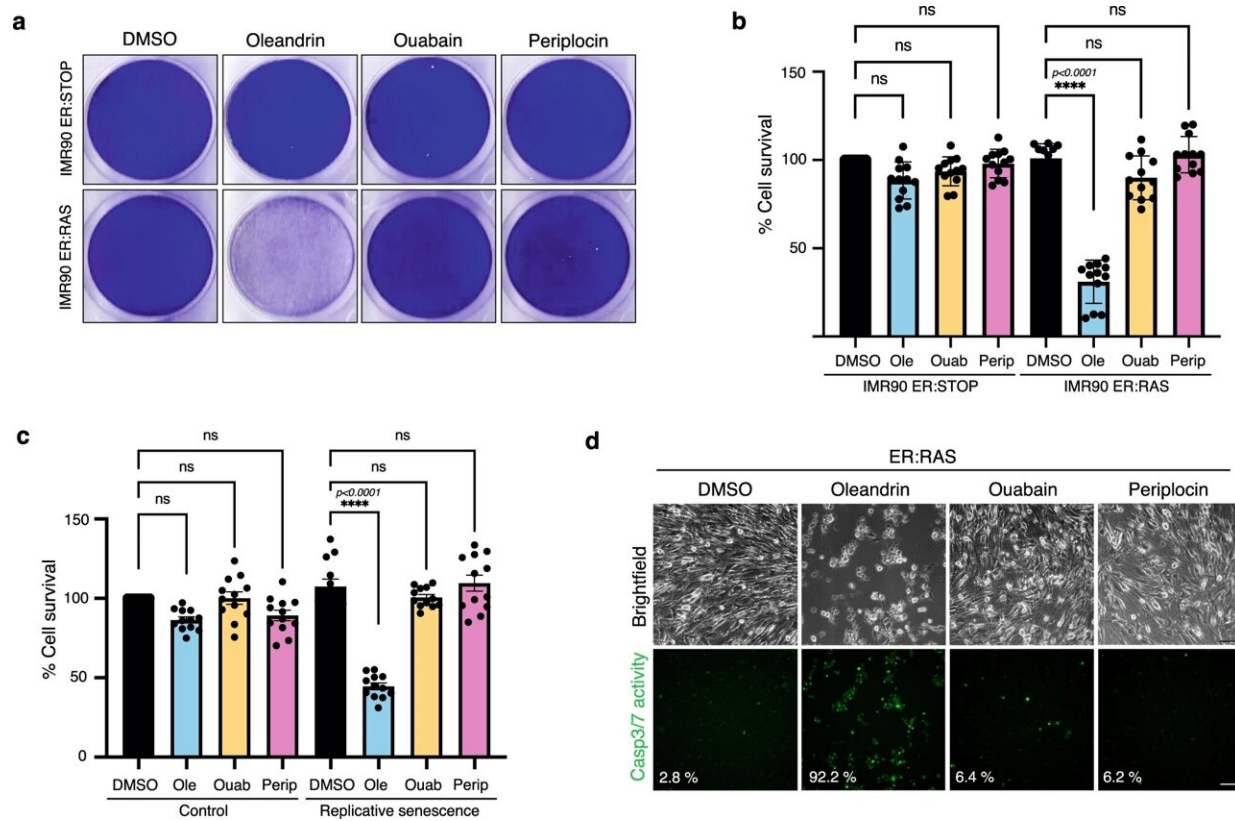 a
DMSO Oleandrin Ouabain Periplocin
IMR90 ER:STOP
IMR90 ER:RAS
b
ns
ns
ns
ns
ns
p<0.0001
****
150
100
50
% Cell survival
DMSO Ole Ouab Perip DMSO Ole Ouab Perip
IMR90 ER:STOP IMR90 ER:RAS
c
ns
ns
ns
ns
ns
p<0.0001
****
150
100
50
0
% Cell survival
DMSO Ole Ouab Perip DMSO Ole Ouab Perip
Control Replicative senescence
d
ER:RAS
DMSO Oleandrin Ouabain Periplocin
Brightfield
Casp3/7 activity
2.8 % 92.2 % 6.4 % 6.2 %